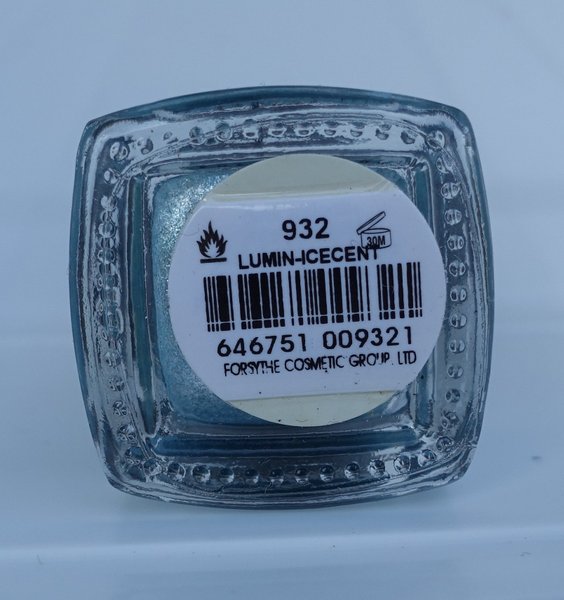 932
30M
LUMIN-ICECENT
646751 009321
FORSYTHE COSMETIC GROUP. LTD